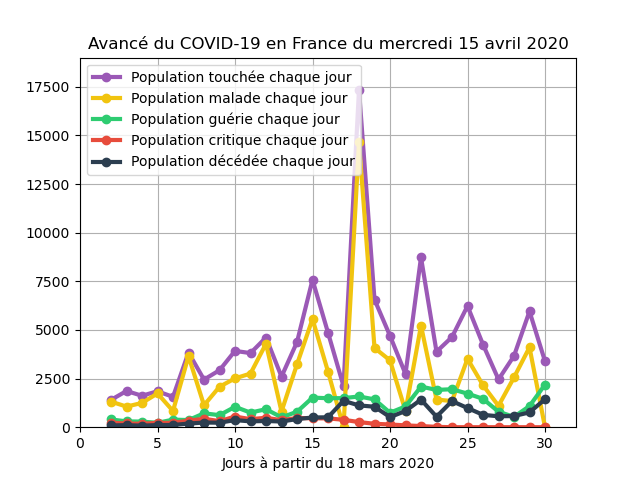 Avancé du COVID-19 en France du mercredi 15 avril 2020
Population touchée chaque jour
Population malade chaque jour
Population guérie chaque jour
Population critique chaque jour
Population décédée chaque jour
17500
15000
12500
10000
7500
5000
2500
0
0 5 10 15 20 25 30
Jours à partir du 18 mars 2020